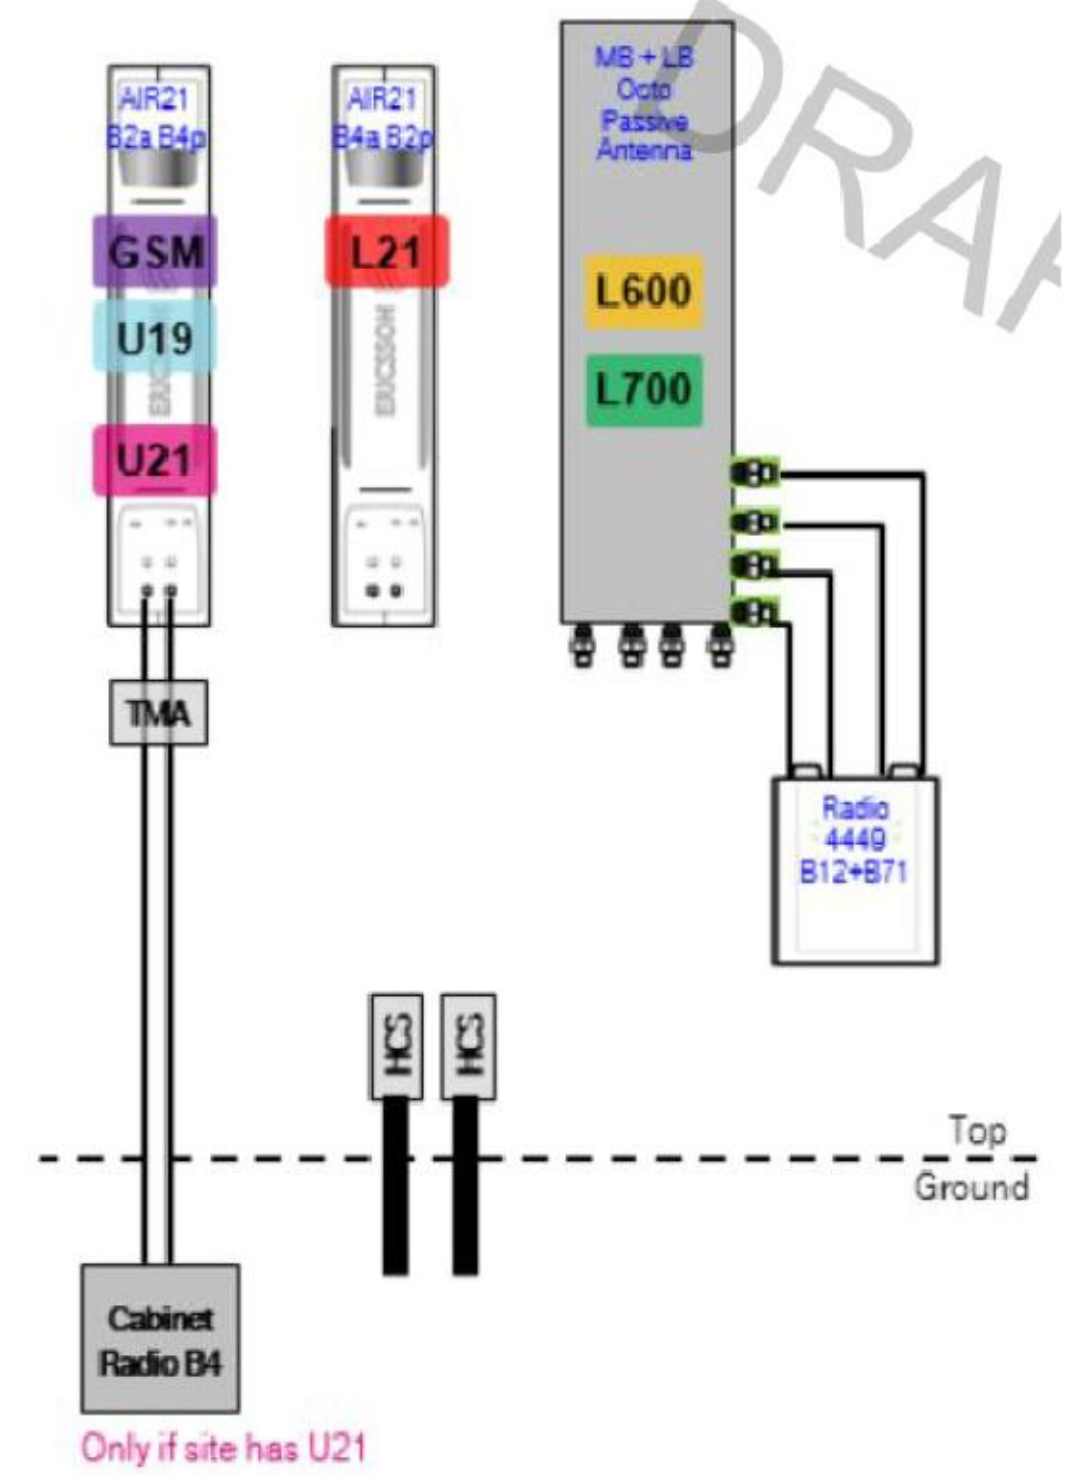 AIR21
B2a B4p
GSM
U19
ERICSSON
U21
TMA
AIR21
B4a B2p
L21
ERICSSON
MB + LB
Octo
Passive
Antenna
L600
L700
Radio
4449
B12+B71
HCS
HCS
Top
Ground
Cabinet
Radio B4
Only if site has U21